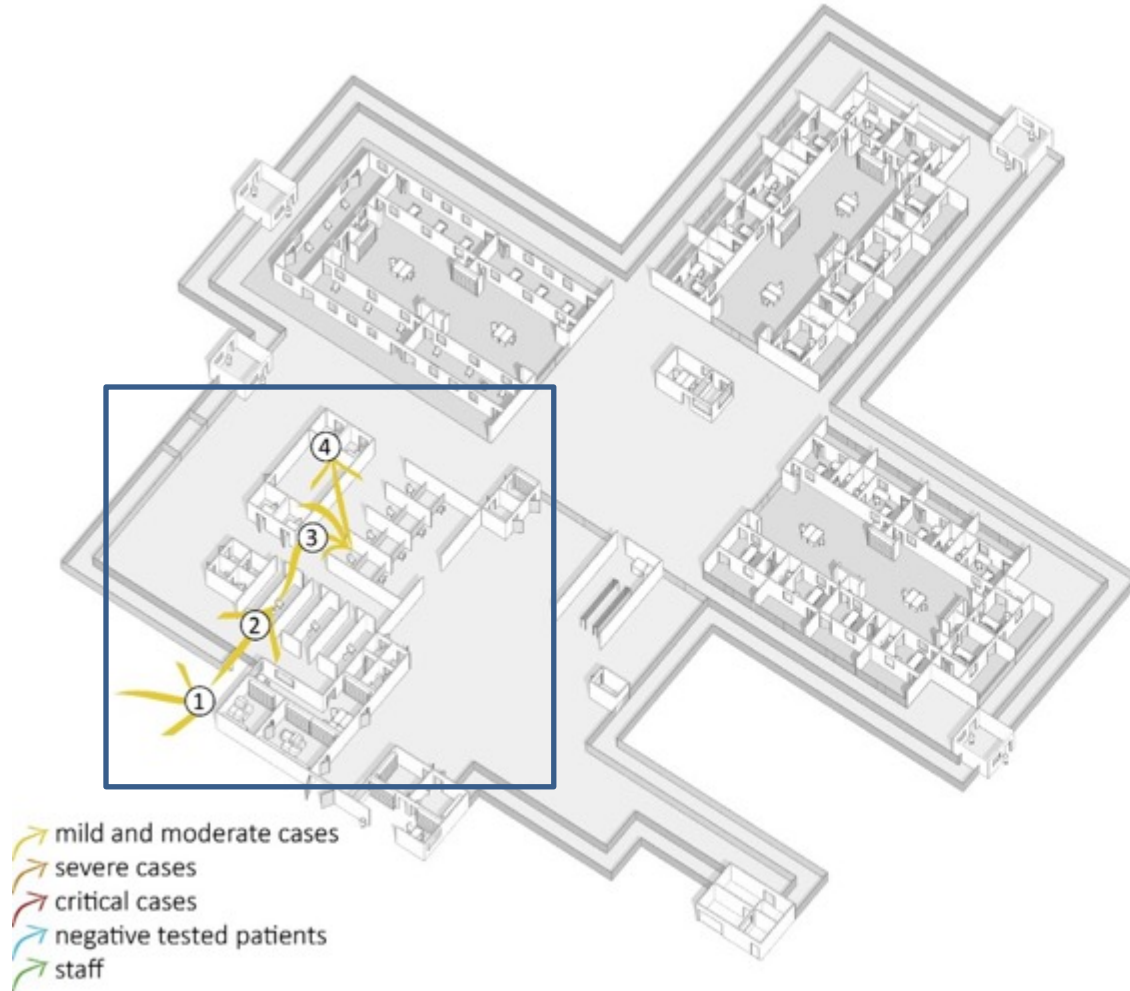 4
3
2
1
mild and moderate cases
severe cases
critical cases
negative tested patients
staff